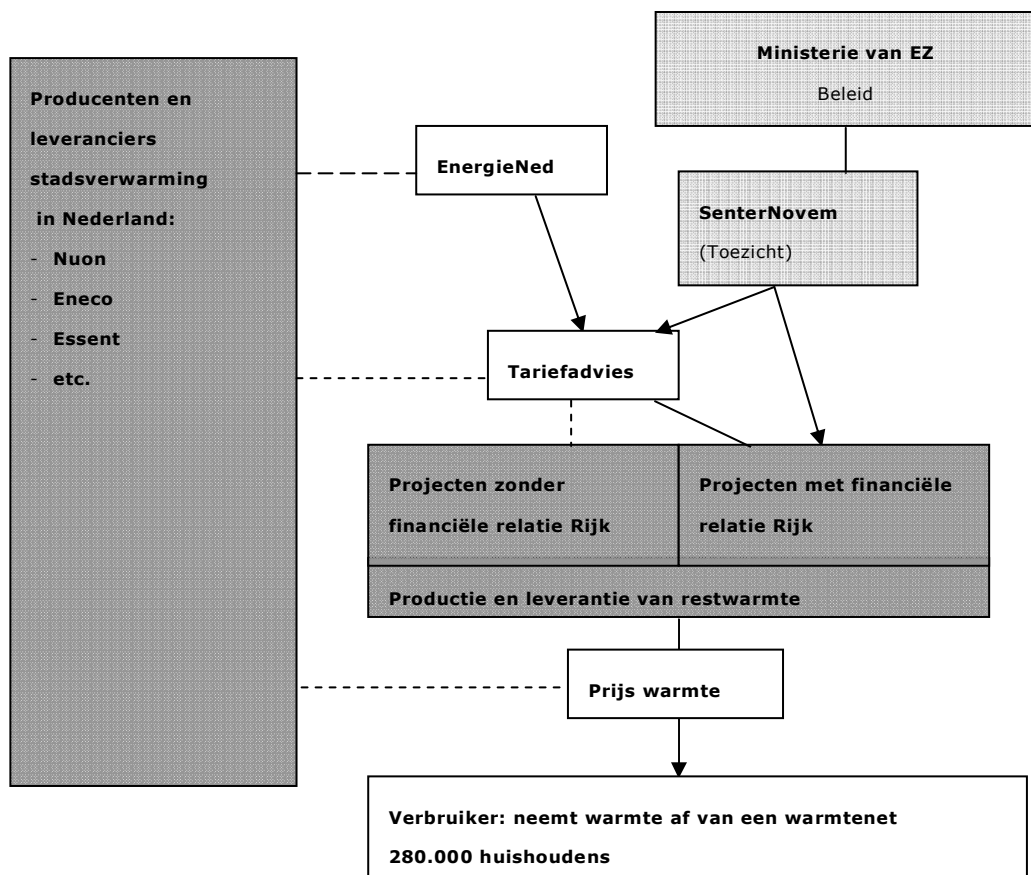 Ministerie van EZ
Beleid
Producenten en
leveranciers
stadsverwarming
in Nederland:
- Nuon
- Eneco
- Essent
- etc.
EnergieNed
SenterNovem
(Toezicht)
Tariefadvies
Projecten zonder
financiële relatie Rijk
Projecten met financiële
relatie Rijk
Productie en leverantie van restwarmte
Prijs warmte
Verbruiker: neemt warmte af van een warmtenet
280.000 huishoudens